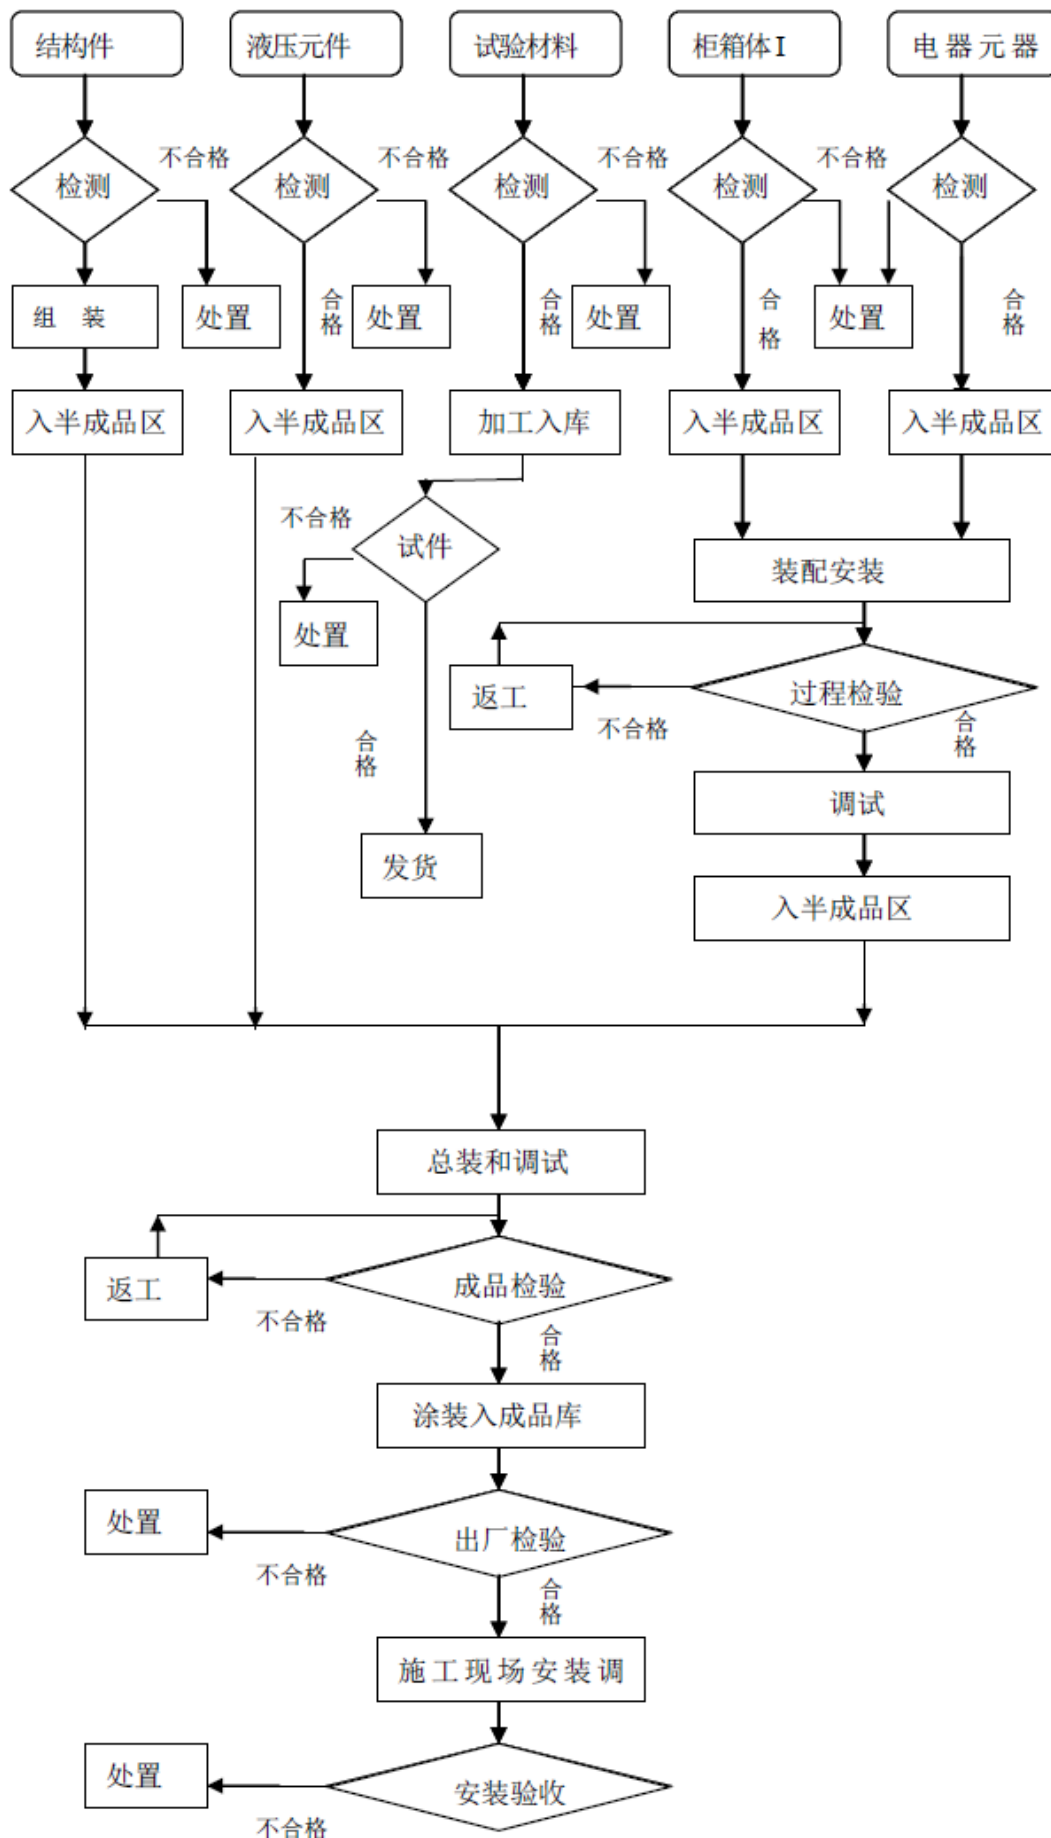 结构件
液压元件
试验材料
柜箱体I
电器元器
不合格
不合格
不合格
不合格
检测
检测
检测
检测
检测
组 装
处置
合格
处置
合格
处置
合格
处置
合格
入半成品区
入半成品区
加工入库
入半成品区
入半成品区
不合格
试件
装配安装
处置
返工
过程检验
不合格
合格
合格
调试
发货
入半成品区
总装和调试
返工
成品检验
不合格
合格
涂装入成品库
处置
出厂检验
不合格
合格
施工现场安装调
处置
安装验收
不合格